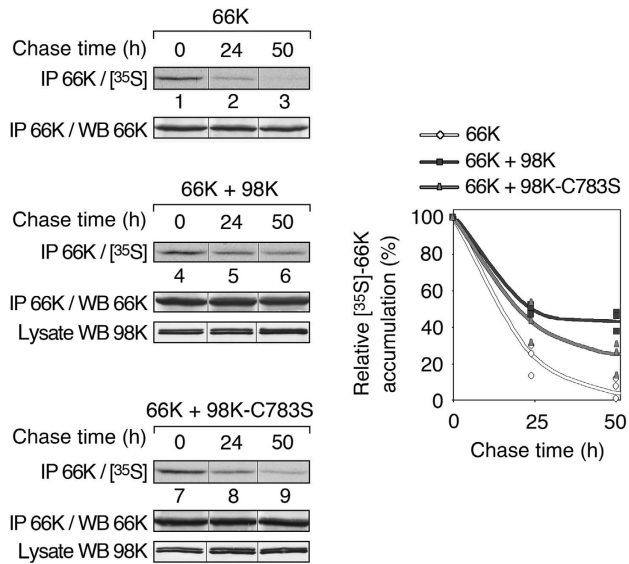 66K
Chase time (h) 0 24 50
IP 66K / [35S]
1 2 3
IP 66K / WB 66K
66K + 98K
Chase time (h) 0 24 50
IP 66K / [35S]
4 5 6
IP 66K / WB 66K
Lysate WB 98K
66K + 98K-C783S
Chase time (h) 0 24 50
IP 66K / [35S]
7 8 9
IP 66K / WB 66K
Lysate WB 98K
66K
66K + 98K
66K + 98K-C783S
Relative [35S]-66K
accumulation (%)
100
80
60
40
20
0
0 25 50
Chase time (h)